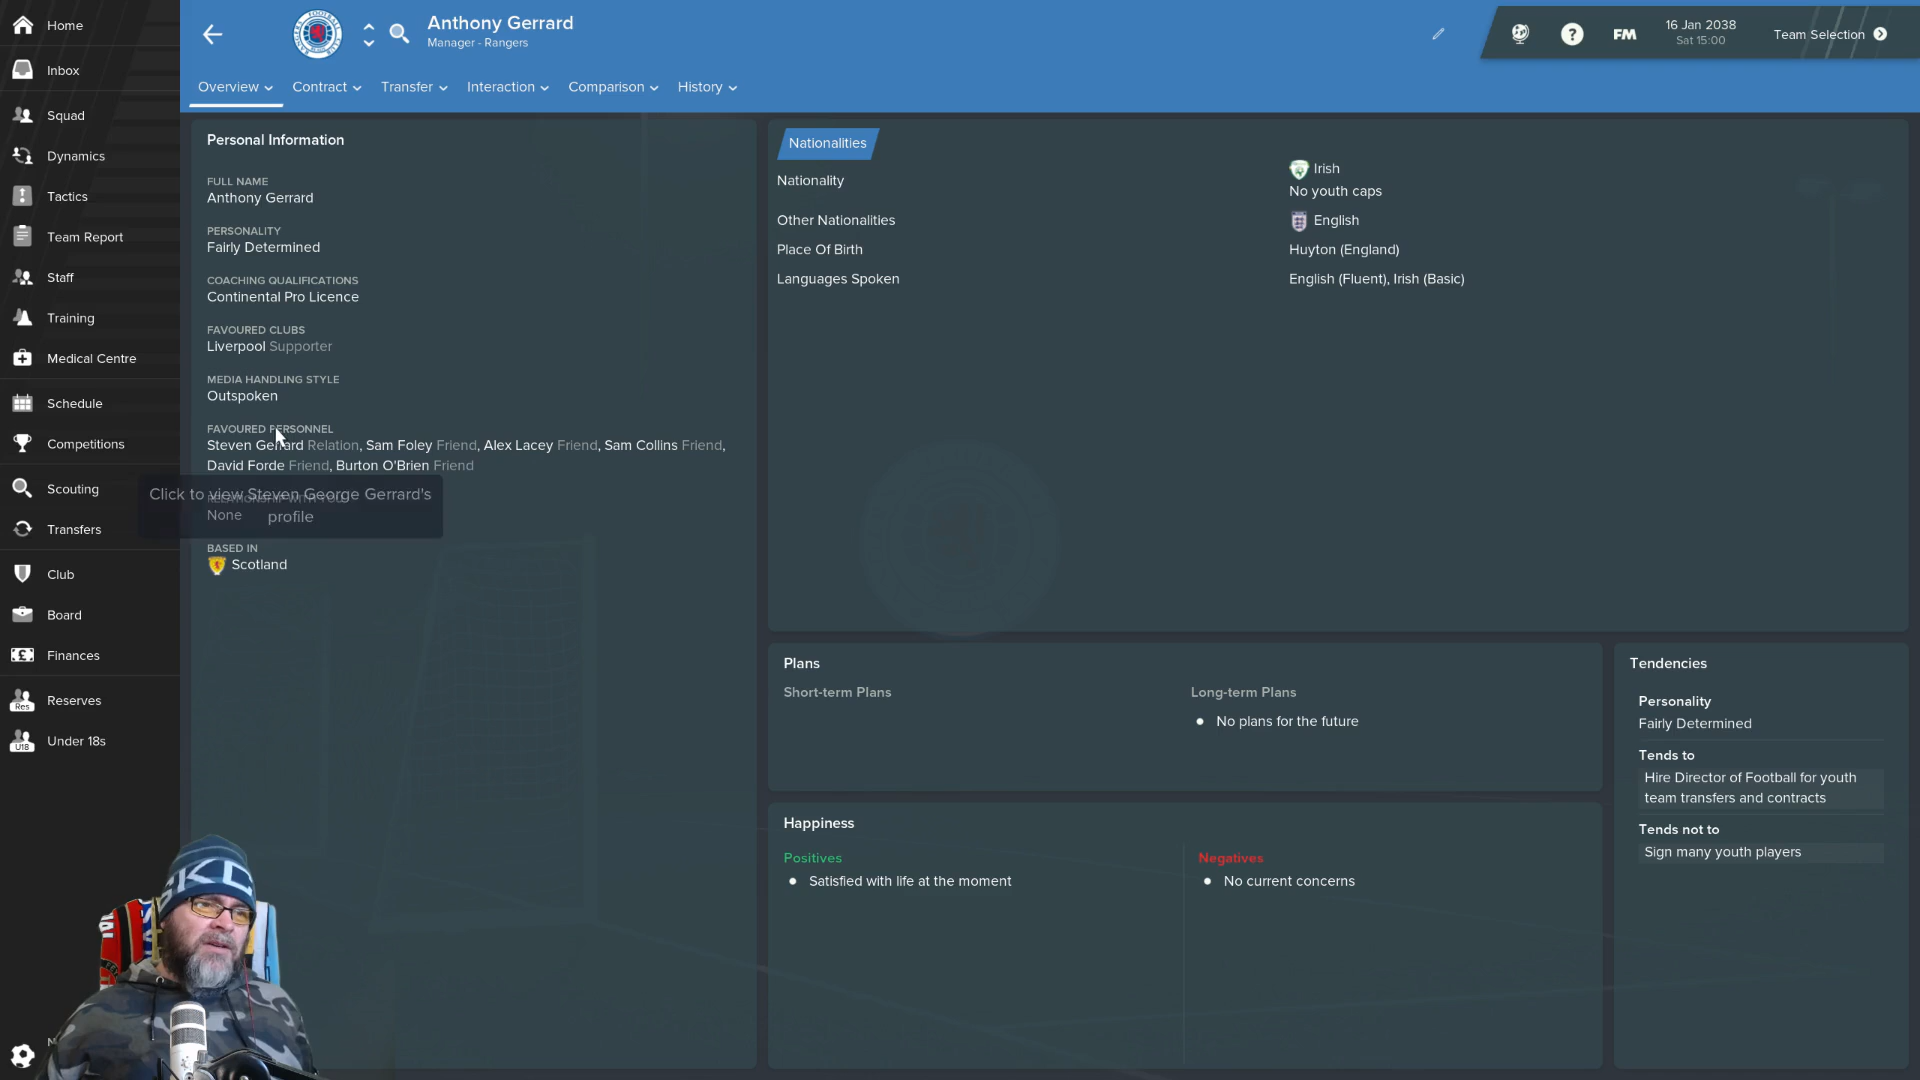 Home
Inbox
Squad
Dynamics
Tactics
Team Report
Staff
Training
Medical Centre
Schedule
Competitions
Scouting
Transfers
Club
Board
Finances
Res
Reserves
U18
Under 18s
N
Anthony Gerrard
Manager - Rangers
?
FM
16 Jan 2038
Sat 15:00
Team Selection
Overview
Contract
Transfer
Interaction
Comparison
History
Personal Information
FULL NAME
Anthony Gerrard
PERSONALITY
Fairly Determined
COACHING QUALIFICATIONS
Continental Pro Licence
FAVOURED CLUBS
Liverpool Supporter
MEDIA HANDLING STYLE
Outspoken
FAVOURED PERSONNEL
Steven Gerrard Relation, Sam Foley Friend, Alex Lacey Friend, Sam Collins Friend,
David Forde Friend, Burton O'Brien Friend
Click to view Steven George Gerrard's
profile
RELATIONSHIP WITH YOU
None
BASED IN
Scotland
Nationalities
Nationality
Irish
No youth caps
Other Nationalities
English
Place Of Birth
Huyton (England)
Languages Spoken
English (Fluent), Irish (Basic)
Plans
Short-term Plans
Long-term Plans
No plans for the future
Happiness
Positives
Satisfied with life at the moment
Negatives
No current concerns
Tendencies
Personality
Fairly Determined
Tends to
Hire Director of Football for youth
team transfers and contracts
Tends not to
Sign many youth players